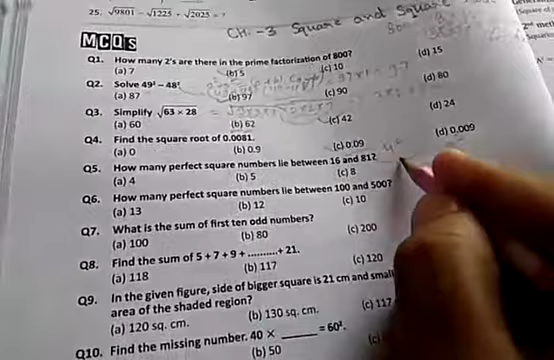 25. √9801 - √1225 + √2025 = ?
CH.-3 Square and Square
MCQs
Q1. How many 2's are there in the prime factorization of 800?
(a) 7 (b) 5 (c) 10 (d) 15
Q2. Solve 49² - 48².
(a) 87 (b) 97 (c) 90 (d) 80
Q3. Simplify √63 × 28
(a) 60 (b) 62 (c) 42 (d) 24
Q4. Find the square root of 0.0081.
(a) 0 (b) 0.9 (c) 0.09 (d) 0.009
Q5. How many perfect square numbers lie between 16 and 81?
(a) 4 (b) 5 (c) 8
Q6. How many perfect square numbers lie between 100 and 500?
(a) 13 (b) 12 (c) 10
Q7. What is the sum of first ten odd numbers?
(a) 100 (b) 80 (c) 200
Q8. Find the sum of 5 + 7 + 9 + .......... + 21.
(a) 118 (b) 117 (c) 120
Q9. In the given figure, side of bigger square is 21 cm and small
area of the shaded region?
(a) 120 sq. cm. (b) 130 sq. cm. (c) 117
Q10. Find the missing number. 40 × _____ = 60².
(b) 50